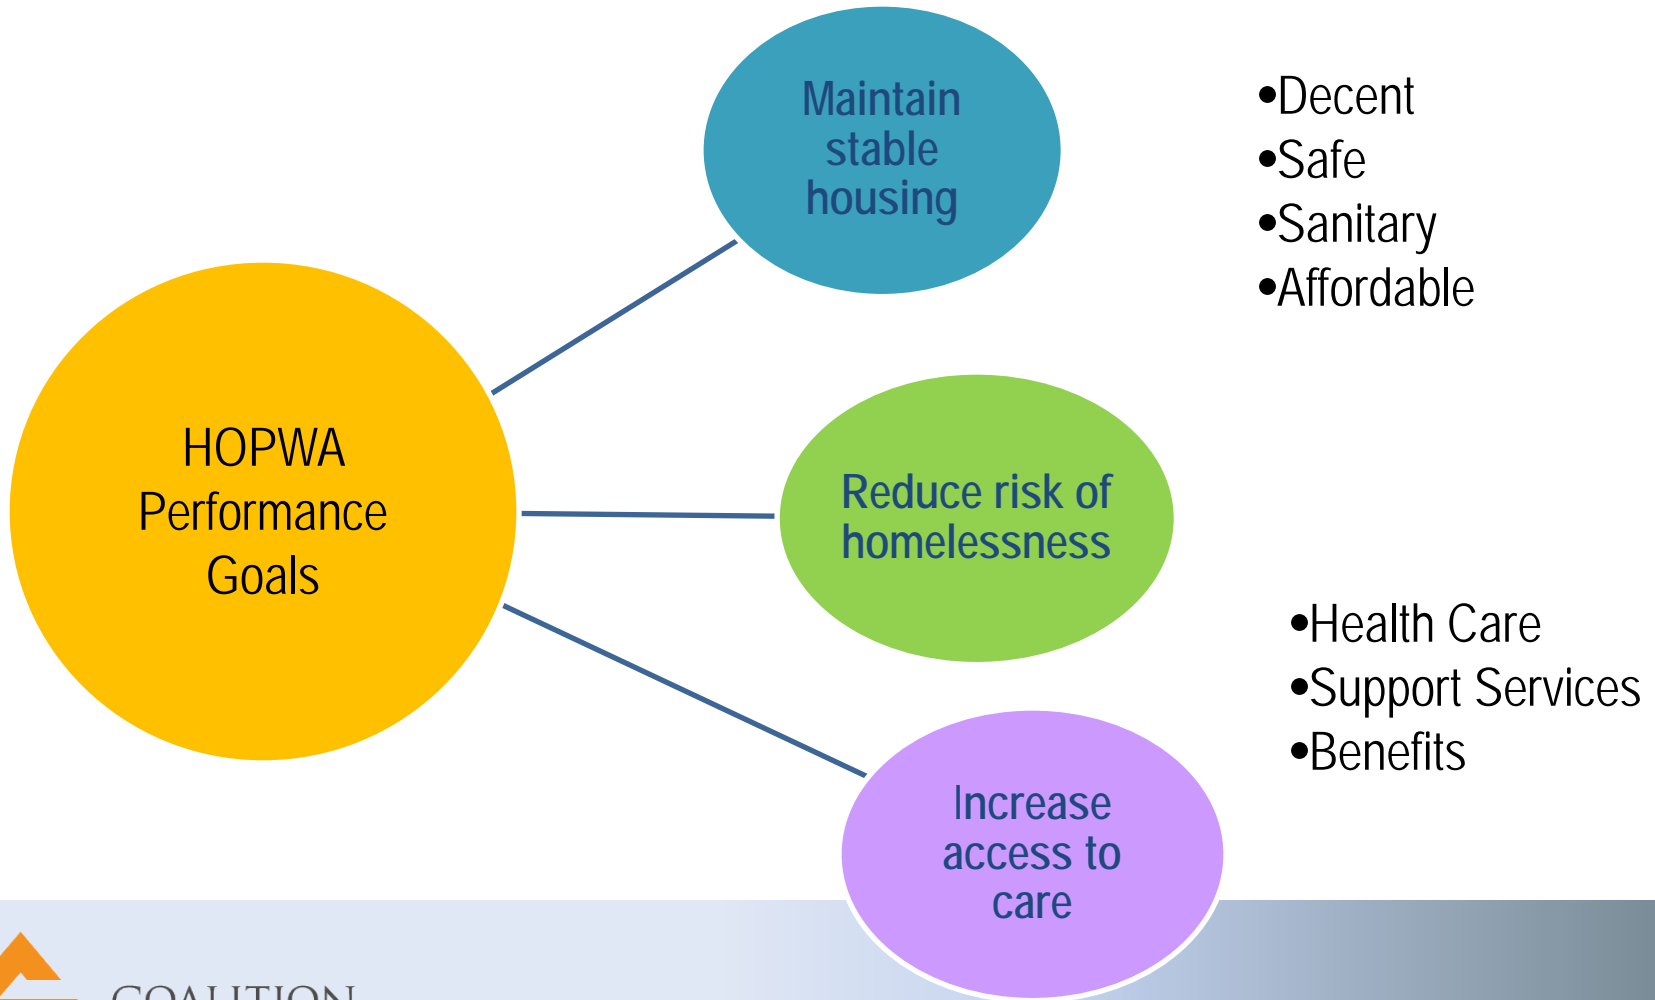 HOPWA
Performance
Goals
Maintain
stable
housing
•Decent
•Safe
•Sanitary
•Affordable
Reduce risk of
homelessness
Increase
access to
care
•Health Care
•Support Services
•Benefits
COALITION